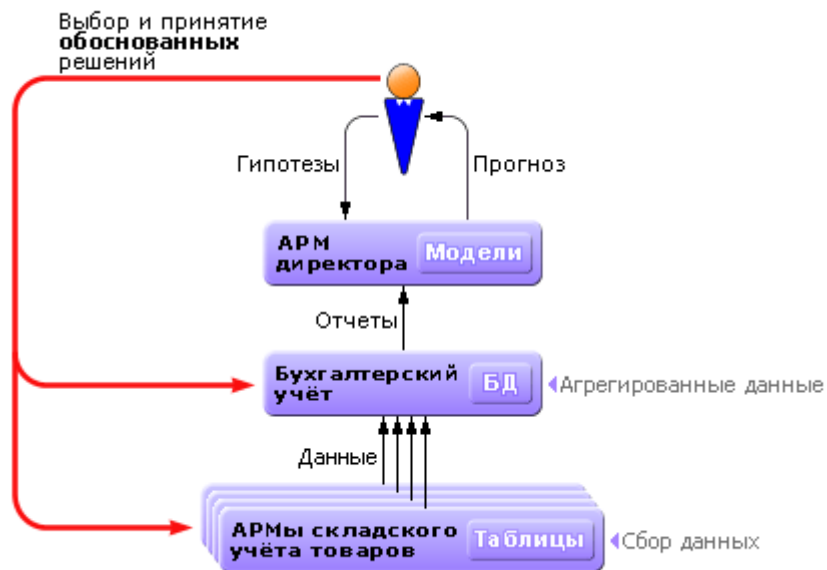 Выбор и принятие
обоснованных
решений
Гипотезы
Прогноз
АРМ
директора
Модели
Отчеты
Бухгалтерский
учёт
БД
Агрегированные данные
Данные
АРМы складского
учёта товаров
Таблицы
Сбор данных